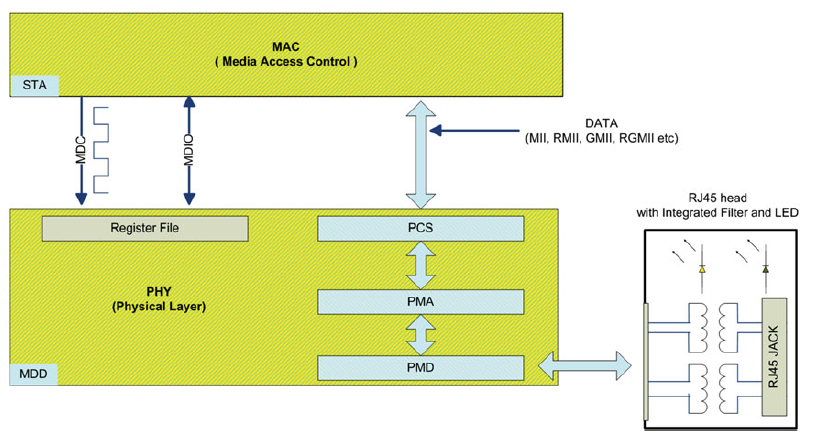 MAC
( Media Access Control )
STA
MDC
MDIO
DATA
(MII, RMII, GMII, RGMII etc)
RJ45 head
with Integrated Filter and LED
Register File
PCS
PHY
(Physical Layer)
PMA
PMD
MDD
RJ45 JACK